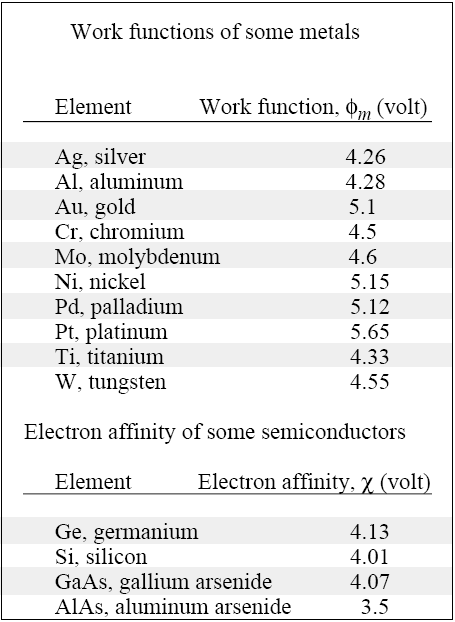 Work functions of some metals
Element Work function, ϕm (volt)
Ag, silver 4.26
Al, aluminum 4.28
Au, gold 5.1
Cr, chromium 4.5
Mo, molybdenum 4.6
Ni, nickel 5.15
Pd, palladium 5.12
Pt, platinum 5.65
Ti, titanium 4.33
W, tungsten 4.55
Electron affinity of some semiconductors
Element Electron affinity, χ (volt)
Ge, germanium 4.13
Si, silicon 4.01
GaAs, gallium arsenide 4.07
AlAs, aluminum arsenide 3.5